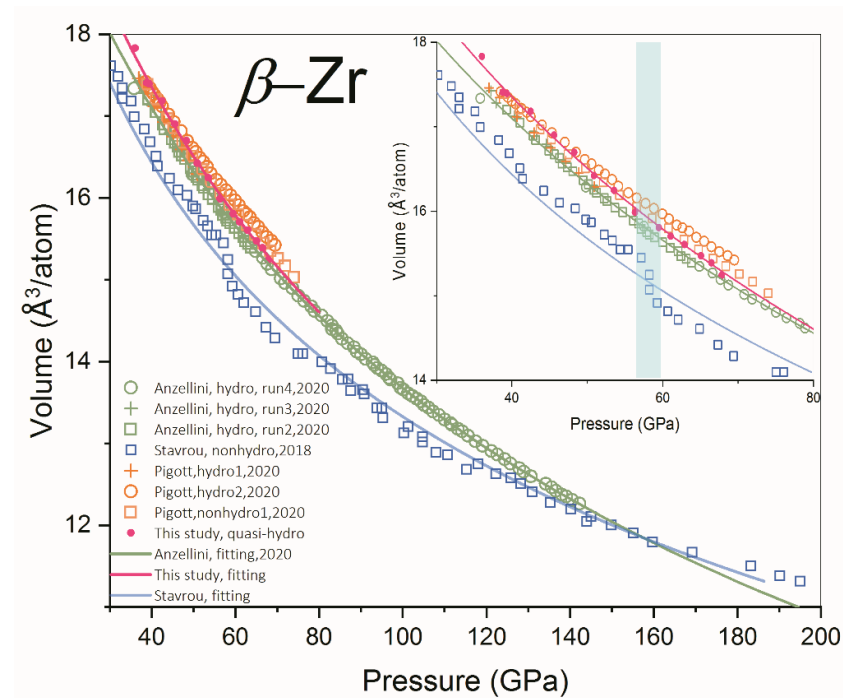 β–Zr
18
16
14
12
Volume (Å³/atom)
40
60
80
100
120
140
160
180
200
Pressure (GPa)
Anzellini, hydro, run4,2020
Anzellini, hydro, run3,2020
Anzellini, hydro, run2,2020
Stavrou, nonhydro,2018
Pigott,hydro1,2020
Pigott,hydro2,2020
Pigott,nonhydro1,2020
This study, quasi-hydro
Anzellini, fitting,2020
This study, fitting
Stavrou, fitting
18
16
14
Volume (Å³/atom)
40
60
80
Pressure (GPa)